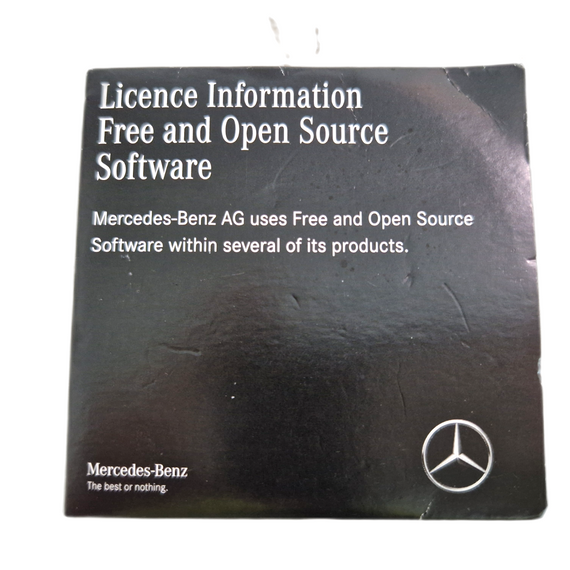 Licence Information
Free and Open Source
Software
Mercedes-Benz AG uses Free and Open Source
Software within several of its products.
Mercedes-Benz
The best or nothing.